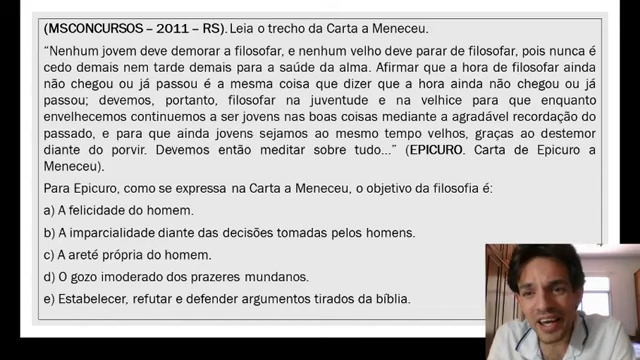 (MSCONCURSOS – 2011 – RS). Leia o trecho da Carta a Meneceu.
“Nenhum jovem deve demorar a filosofar, e nenhum velho deve parar de filosofar, pois nunca é
cedo demais nem tarde demais para a saúde da alma. Afirmar que a hora de filosofar ainda
não chegou ou já passou é a mesma coisa que dizer que a hora ainda não chegou ou já
passou; devemos, portanto, filosofar na juventude e na velhice para que enquanto
envelhecemos continuemos a ser jovens nas boas coisas mediante a agradável recordação do
passado, e para que ainda jovens sejamos ao mesmo tempo velhos, graças ao destemor
diante do porvir. Devemos então meditar sobre tudo...” (EPICURO. Carta de Epicuro a
Meneceu).
Para Epicuro, como se expressa na Carta a Meneceu, o objetivo da filosofia é:
a) A felicidade do homem.
b) A imparcialidade diante das decisões tomadas pelos homens.
c) A areté própria do homem.
d) O gozo imoderado dos prazeres mundanos.
e) Estabelecer, refutar e defender argumentos tirados da bíblia.